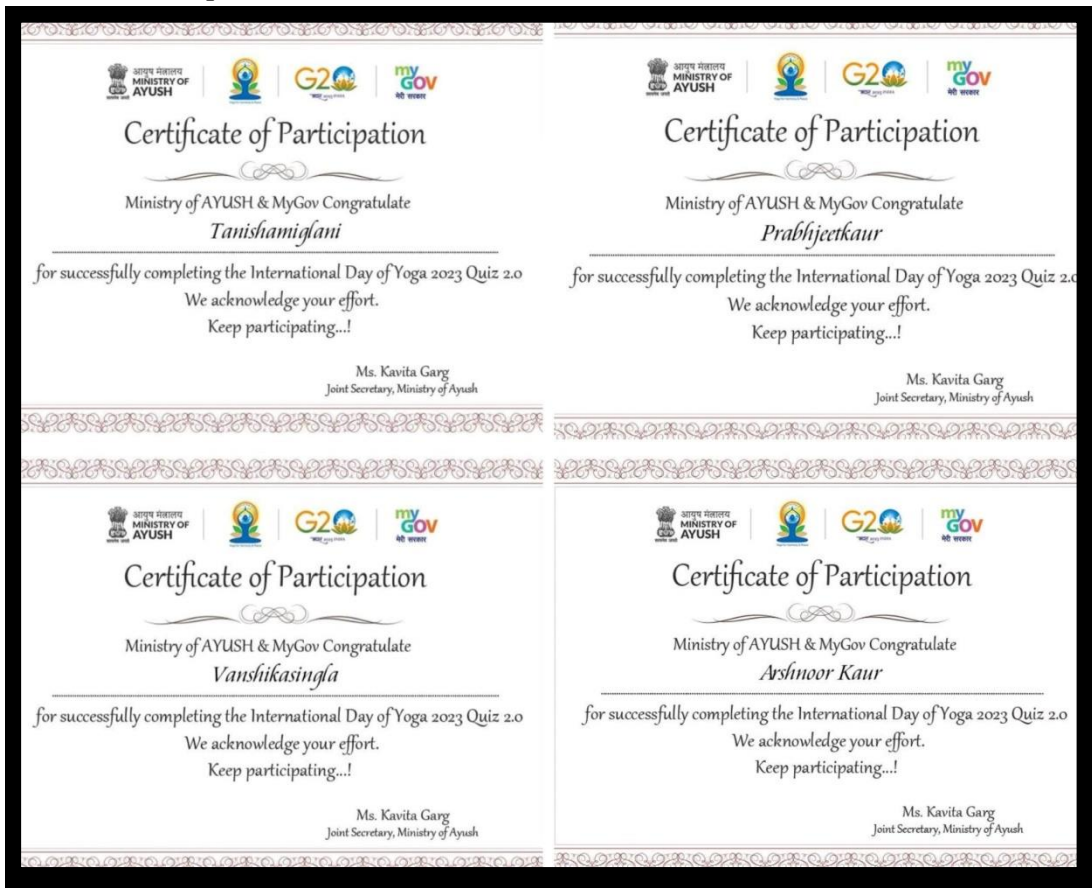 आयुष मंत्रालय
MINISTRY OF
AYUSH
G20
my
GOV
मेरी सरकार
Certificate of Participation
Ministry of AYUSH & MyGov Congratulate
Tanishamiglani
for successfully completing the International Day of Yoga 2023 Quiz 2.0
We acknowledge your effort.
Keep participating...!
Ms. Kavita Garg
Joint Secretary, Ministry of Ayush
आयुष मंत्रालय
MINISTRY OF
AYUSH
G20
my
GOV
मेरी सरकार
Certificate of Participation
Ministry of AYUSH & MyGov Congratulate
Prabhjeetkaur
for successfully completing the International Day of Yoga 2023 Quiz 2.0
We acknowledge your effort.
Keep participating...!
Ms. Kavita Garg
Joint Secretary, Ministry of Ayush
आयुष मंत्रालय
MINISTRY OF
AYUSH
G20
my
GOV
मेरी सरकार
Certificate of Participation
Ministry of AYUSH & MyGov Congratulate
Vanshikasingla
for successfully completing the International Day of Yoga 2023 Quiz 2.0
We acknowledge your effort.
Keep participating...!
Ms. Kavita Garg
Joint Secretary, Ministry of Ayush
आयुष मंत्रालय
MINISTRY OF
AYUSH
G20
my
GOV
मेरी सरकार
Certificate of Participation
Ministry of AYUSH & MyGov Congratulate
Arshnoor Kaur
for successfully completing the International Day of Yoga 2023 Quiz 2.0
We acknowledge your effort.
Keep participating...!
Ms. Kavita Garg
Joint Secretary, Ministry of Ayush